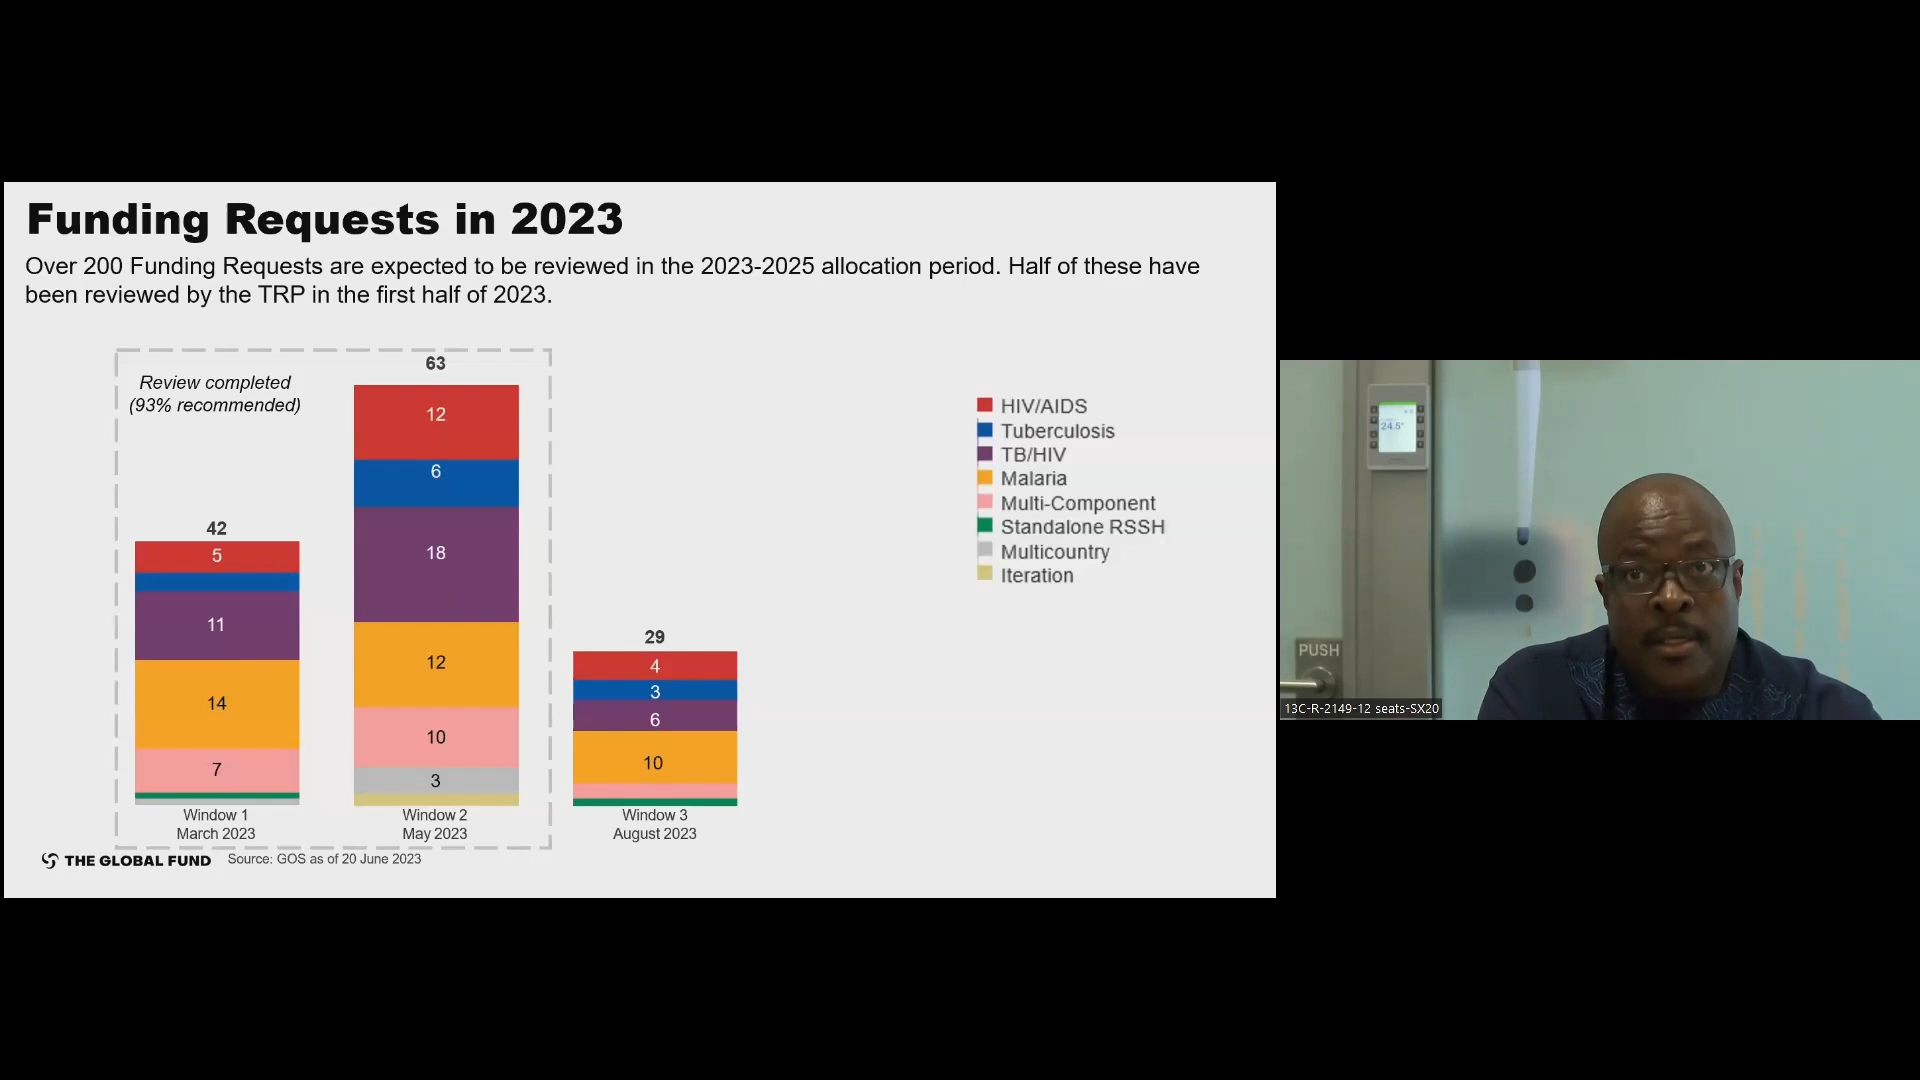 Funding Requests in 2023
Over 200 Funding Requests are expected to be reviewed in the 2023-2025 allocation period. Half of these have
been reviewed by the TRP in the first half of 2023.
Review completed
(93% recommended)
42
5
11
14
7
Window 1
March 2023
63
12
6
18
12
10
3
Window 2
May 2023
29
4
3
6
10
Window 3
August 2023
HIV/AIDS
Tuberculosis
TB/HIV
Malaria
Multi-Component
Standalone RSSH
Multicountry
Iteration
THE GLOBAL FUND
Source: GOS as of 20 June 2023
24.5°
PUSH
13C-R-2149-12 seats-SX20